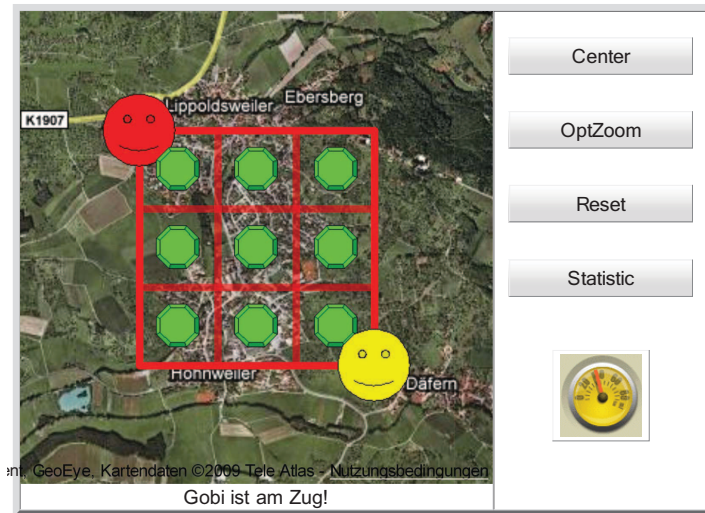 Center
Lippoldsweiler
Ebersberg
K1907
OptZoom
Reset
Statistic
Hohnweiler
Däfern
GeoEye, Kartendaten ©2009 Tele Atlas - Nutzungsbedingungen
Gobi ist am Zug!